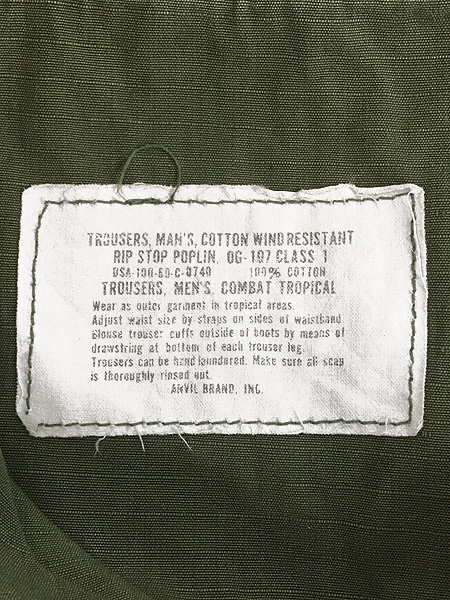 TROUSERS, MAN'S, COTTON WIND RESISTANT
RIP STOP POPLIN, OG-107 CLASS 1
DSA-100-69-C-0740 100% COTTON
TROUSERS, MEN'S, COMBAT TROPICAL
Wear as outer garment in tropical areas.
Adjust waist size by straps on sides of waistband.
Blouse trouser cuffs outside of boots by means of
drawstring at bottom of each trouser leg.
Trousers can be hand laundered. Make sure all soap
is thoroughly rinsed out.
ANVIL BRAND, INC.